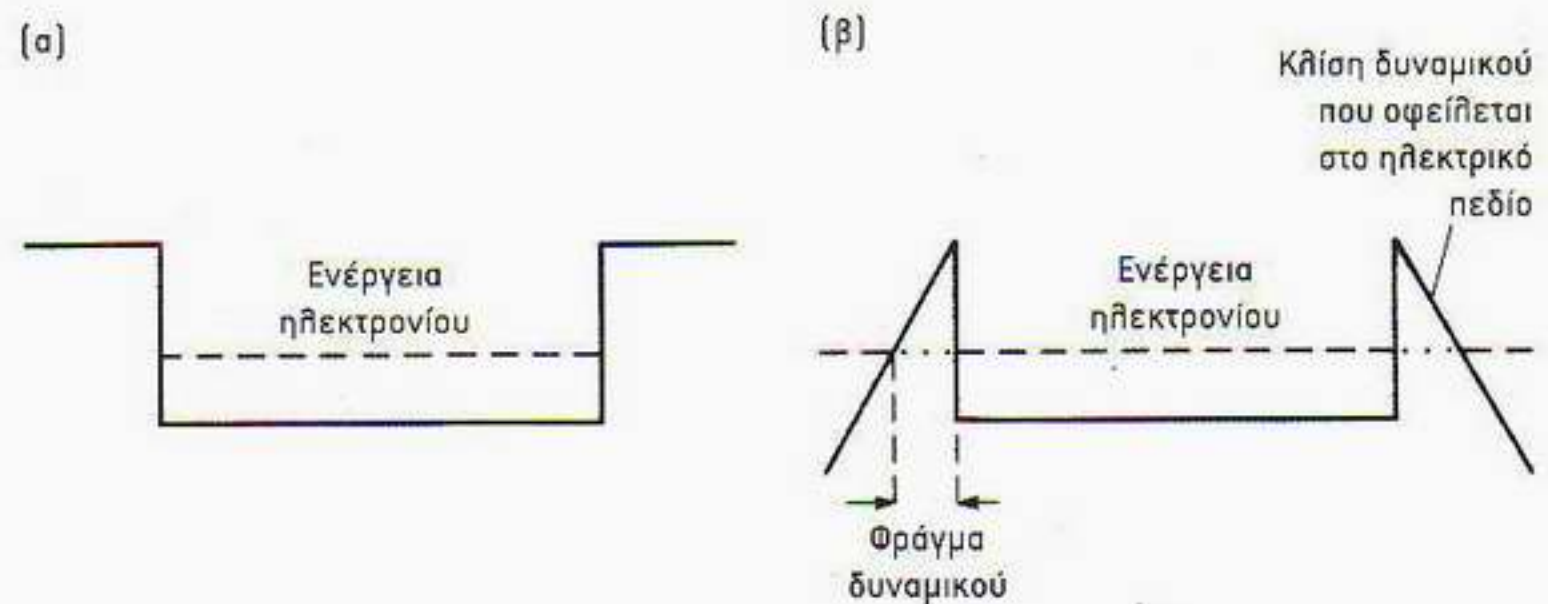 (α)
Ενέργεια
ηλεκτρονίου
(β)
Κλίση δυναμικού
που οφείλεται
στο ηλεκτρικό
πεδίο
Ενέργεια
ηλεκτρονίου
Φράγμα
δυναμικού